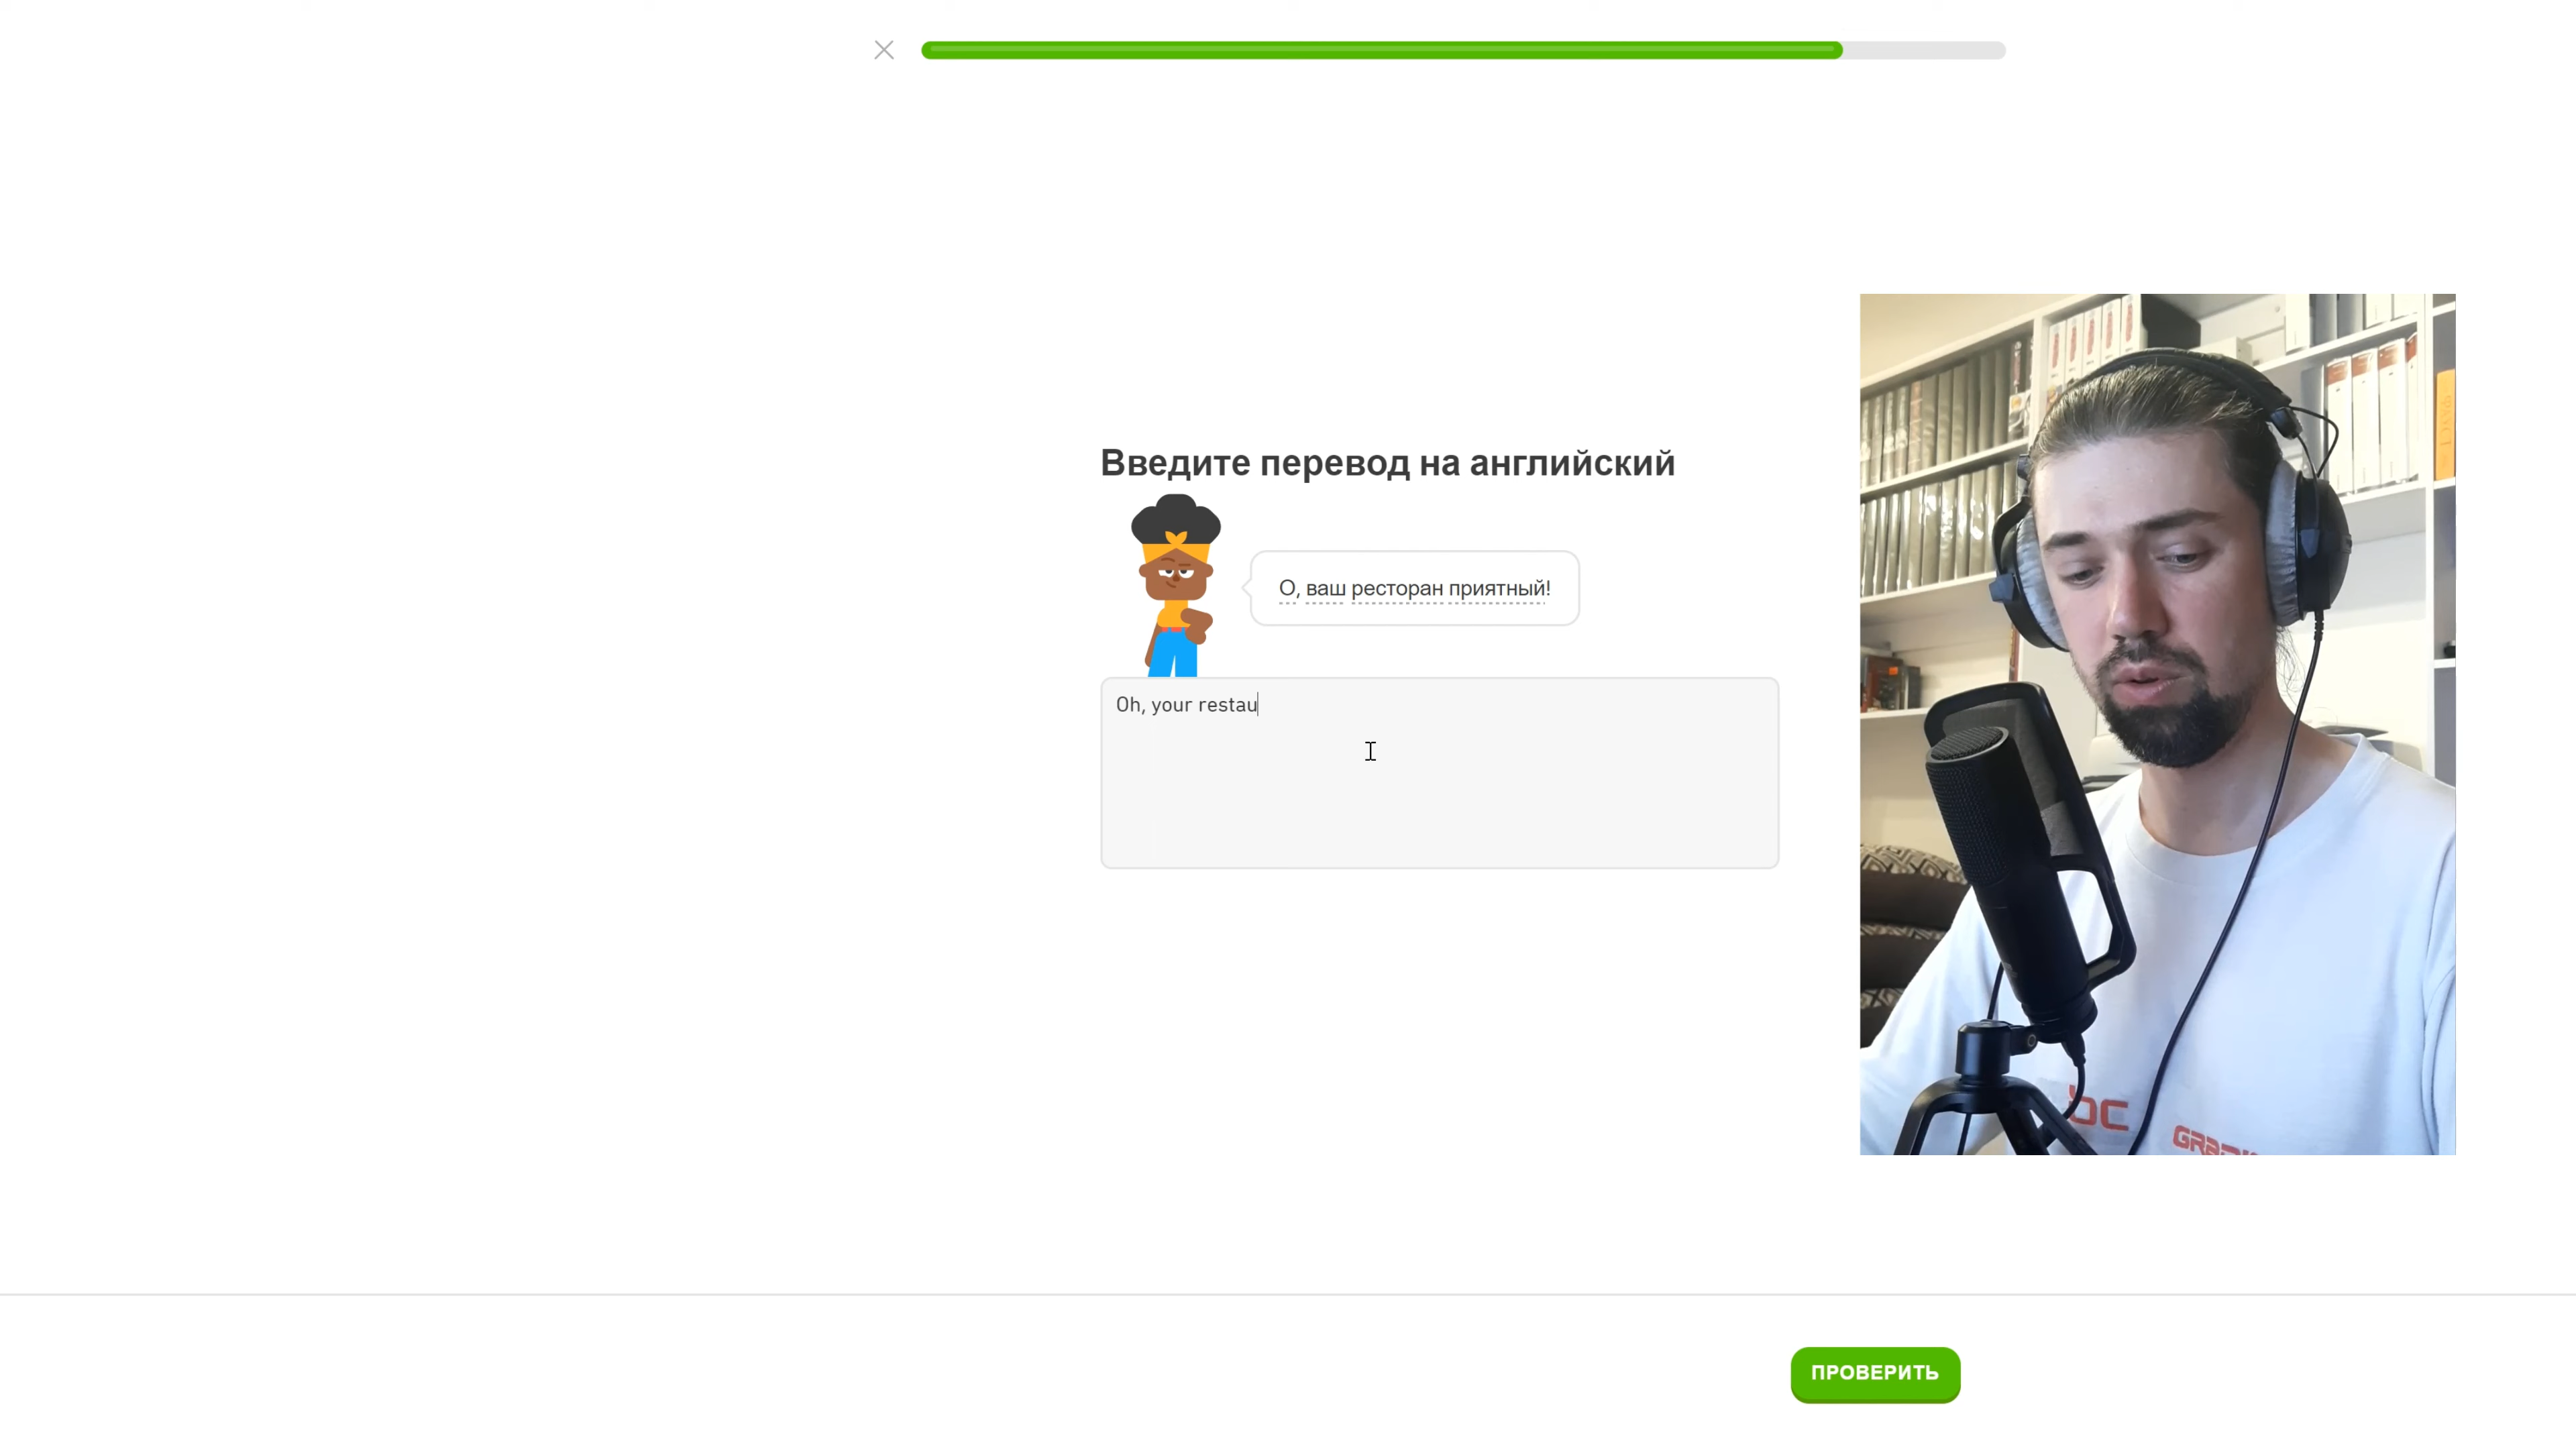 Введите перевод на английский
О, ваш ресторан приятный!
Oh, your restau
ПРОВЕРИТЬ